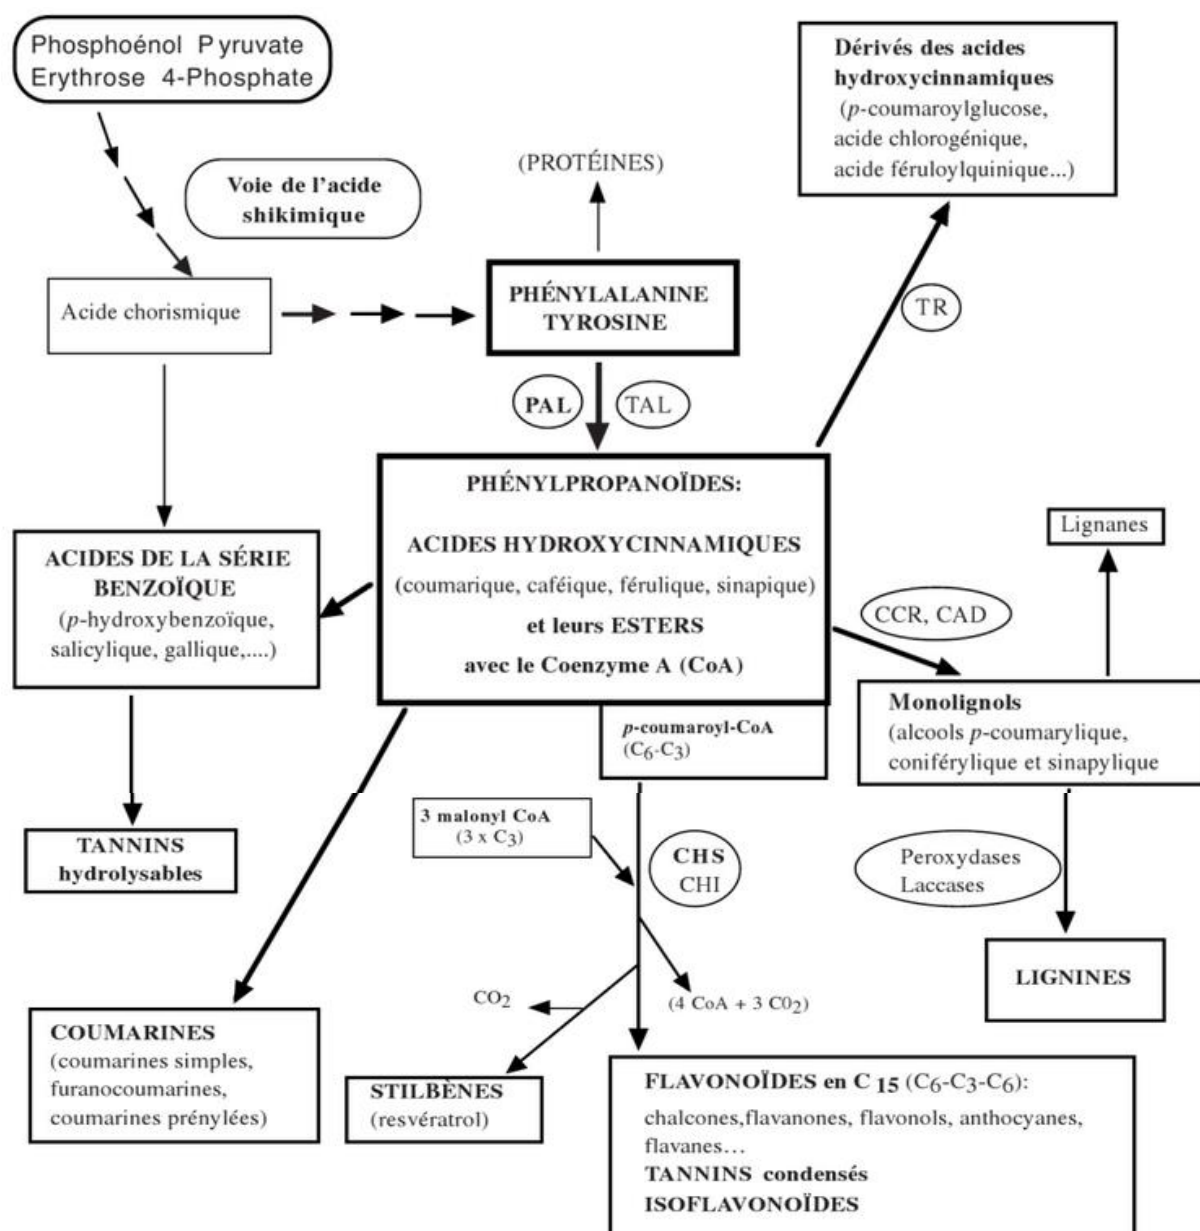 Phosphoénol Pyruvate
Erythrose 4-Phosphate
Voie de l'acide
shikimique
Acide chorismique
(PROTÉINES)
PHÉNYLALANINE
TYROSINE
PAL
TAL
Dérivés des acides
hydroxycinnamiques
(p-coumaroylglucose,
acide chlorogénique,
acide féruloylquinique...)
TR
PHÉNYLPROPANOÏDES:
ACIDES HYDROXYCINNAMIQUES
(coumarique, caféique, férulique, sinapique)
et leurs ESTERS
avec le Coenzyme A (CoA)
ACIDES DE LA SÉRIE
BENZOÏQUE
(p-hydroxybenzoïque,
salicylique, gallique,....)
Lignanes
CCR, CAD
Monolignols
(alcools p-coumarylique,
coniférylique et sinapylique
p-coumaroyl-CoA
(C6-C3)
3 malonyl CoA
(3 x C3)
CHS
CHI
TANNINS
hydrolysables
Peroxydases
Laccases
LIGNINES
CO2
(4 CoA + 3 C02)
COUMARINES
(coumarines simples,
furanocoumarines,
coumarines prénylées)
STILBÈNES
(resvératrol)
FLAVONOÏDES en C 15 (C6-C3-C6):
chalcones,flavanones, flavonols, anthocyanes,
flavanes...
TANNINS condensés
ISOFLAVONOÏDES